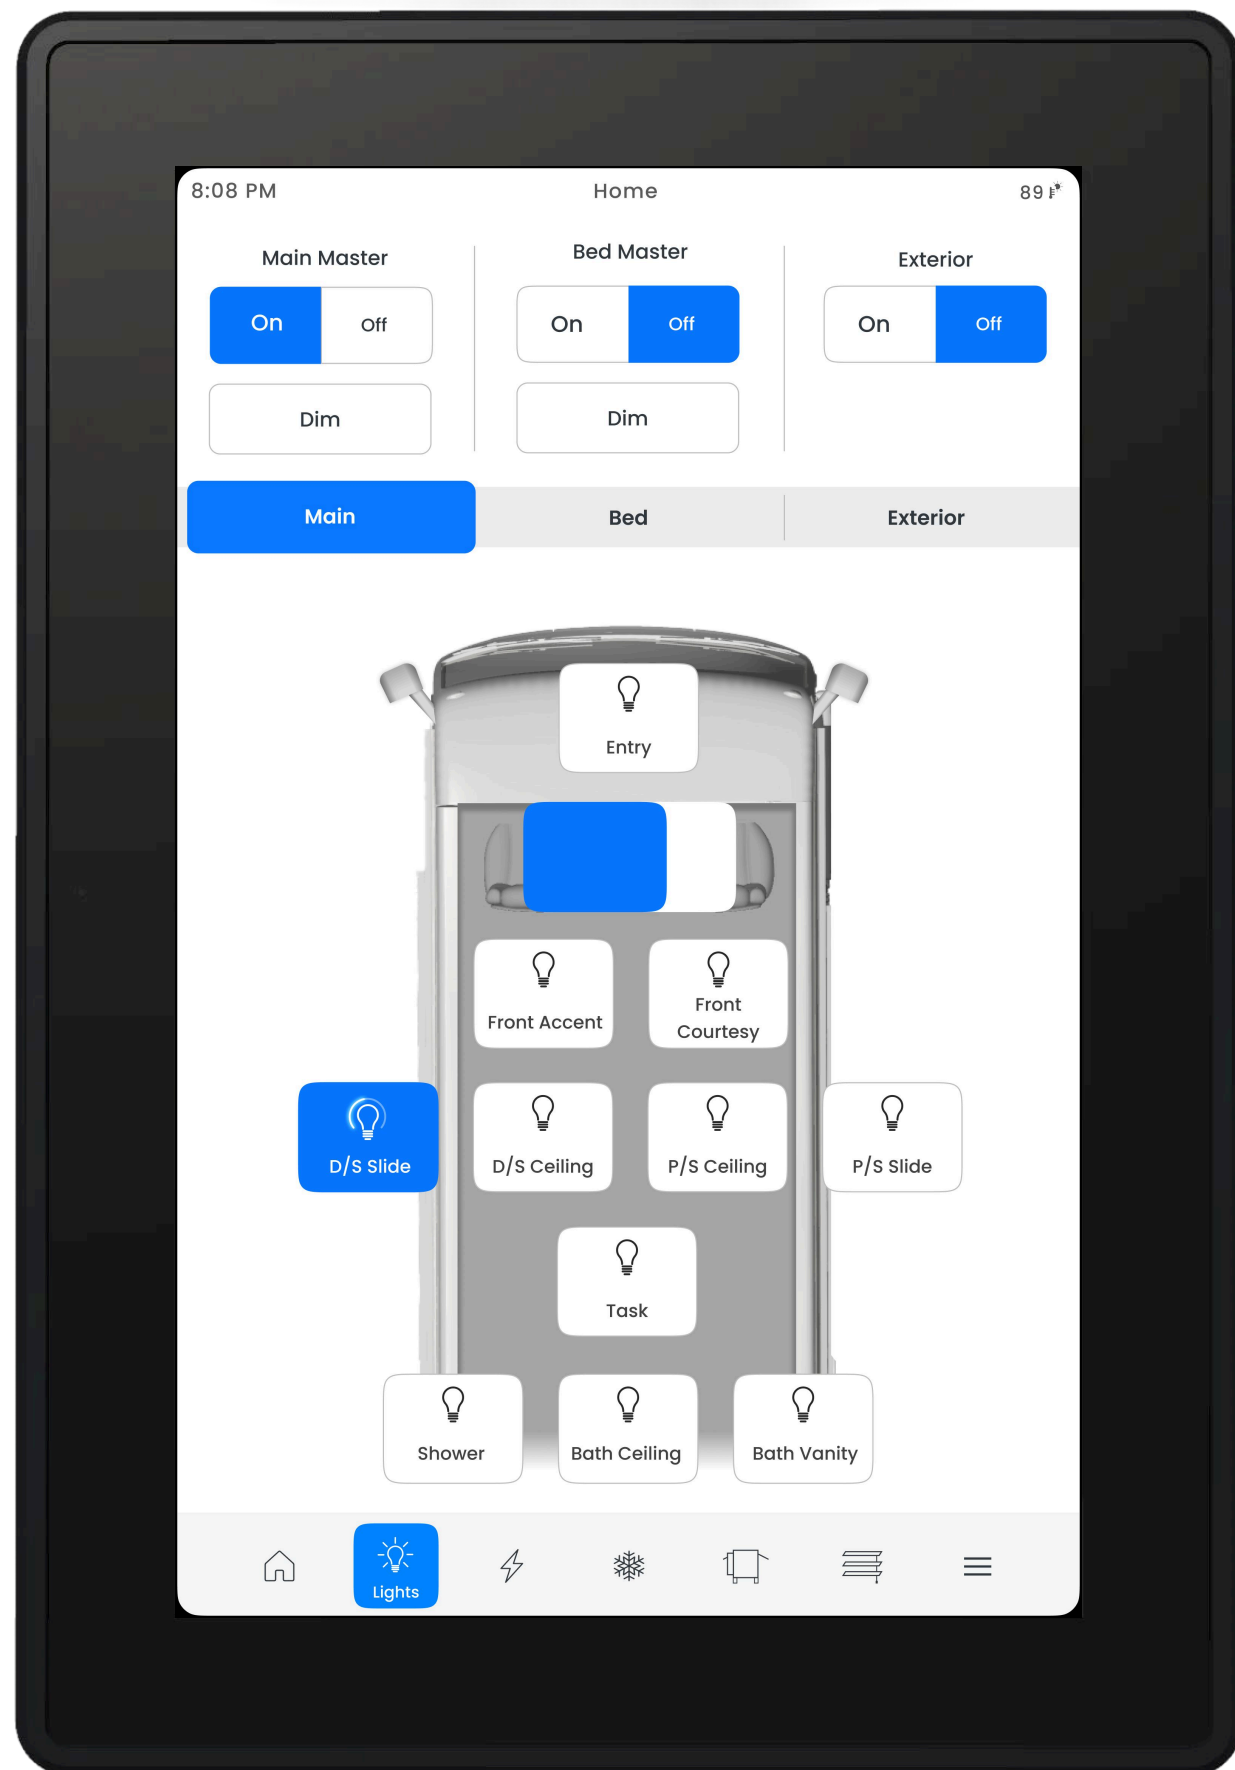 8:08 PM
Home
89
Main Master
Bed Master
Exterior
On
Off
On
Off
On
Off
Dim
Dim
Main
Bed
Exterior
Entry
Front Accent
Front
Courtesy
D/S Slide
D/S Ceiling
P/S Ceiling
P/S Slide
Task
Shower
Bath Ceiling
Bath Vanity
Lights